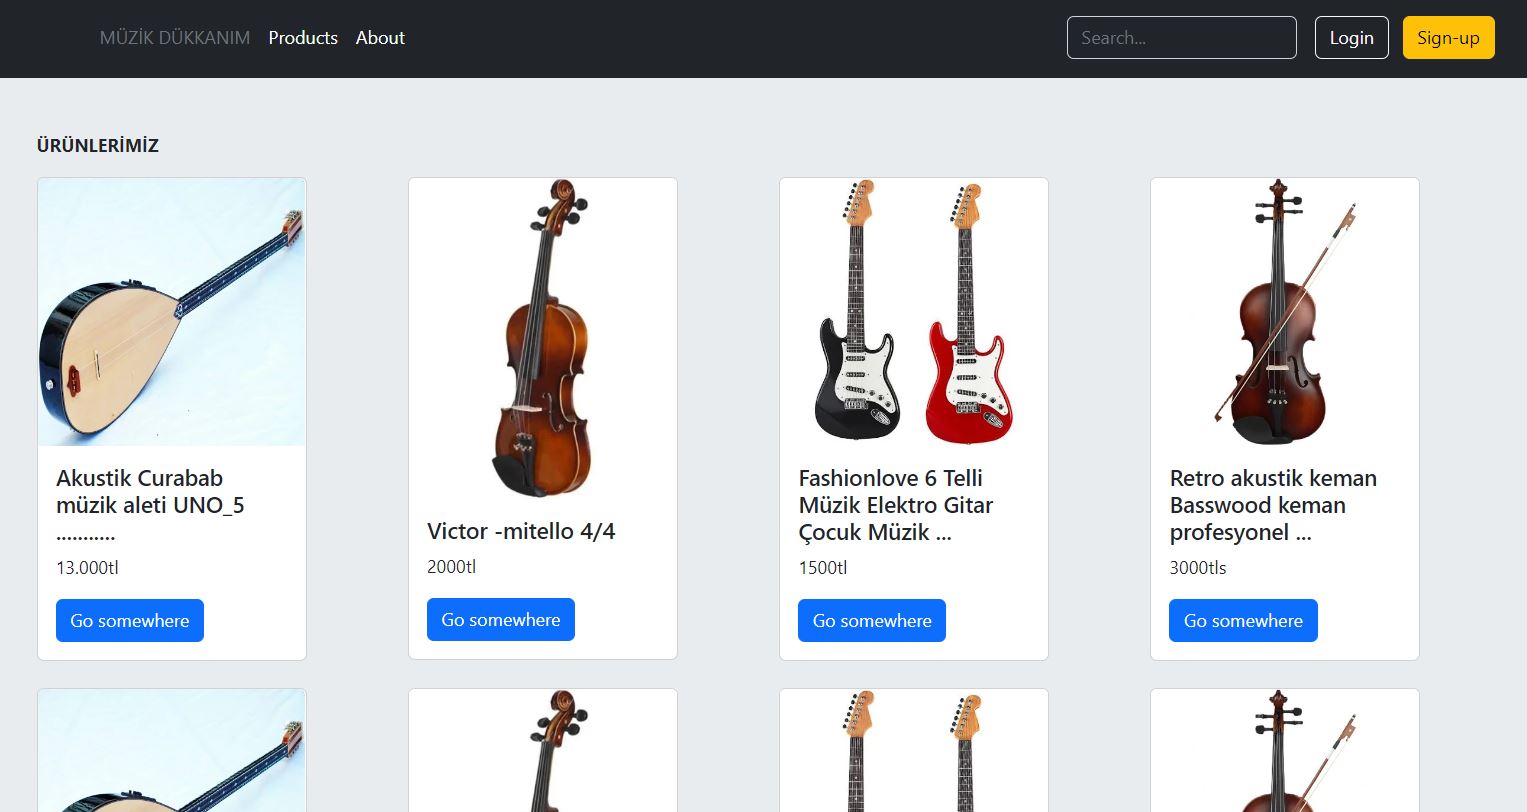 MÜZİK DÜKKANIM Products About Search... Login Sign-up
ÜRÜNLERİMİZ
Akustik Curabab
müzik aleti UNO_5
...........
13.000tl
Go somewhere
Victor -mitello 4/4
2000tl
Go somewhere
Fashionlove 6 Telli
Müzik Elektro Gitar
Çocuk Müzik ...
1500tl
Go somewhere
Retro akustik keman
Basswood keman
profesyonel ...
3000tls
Go somewhere